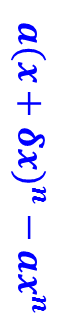 a(x + δx)ⁿ − axⁿ